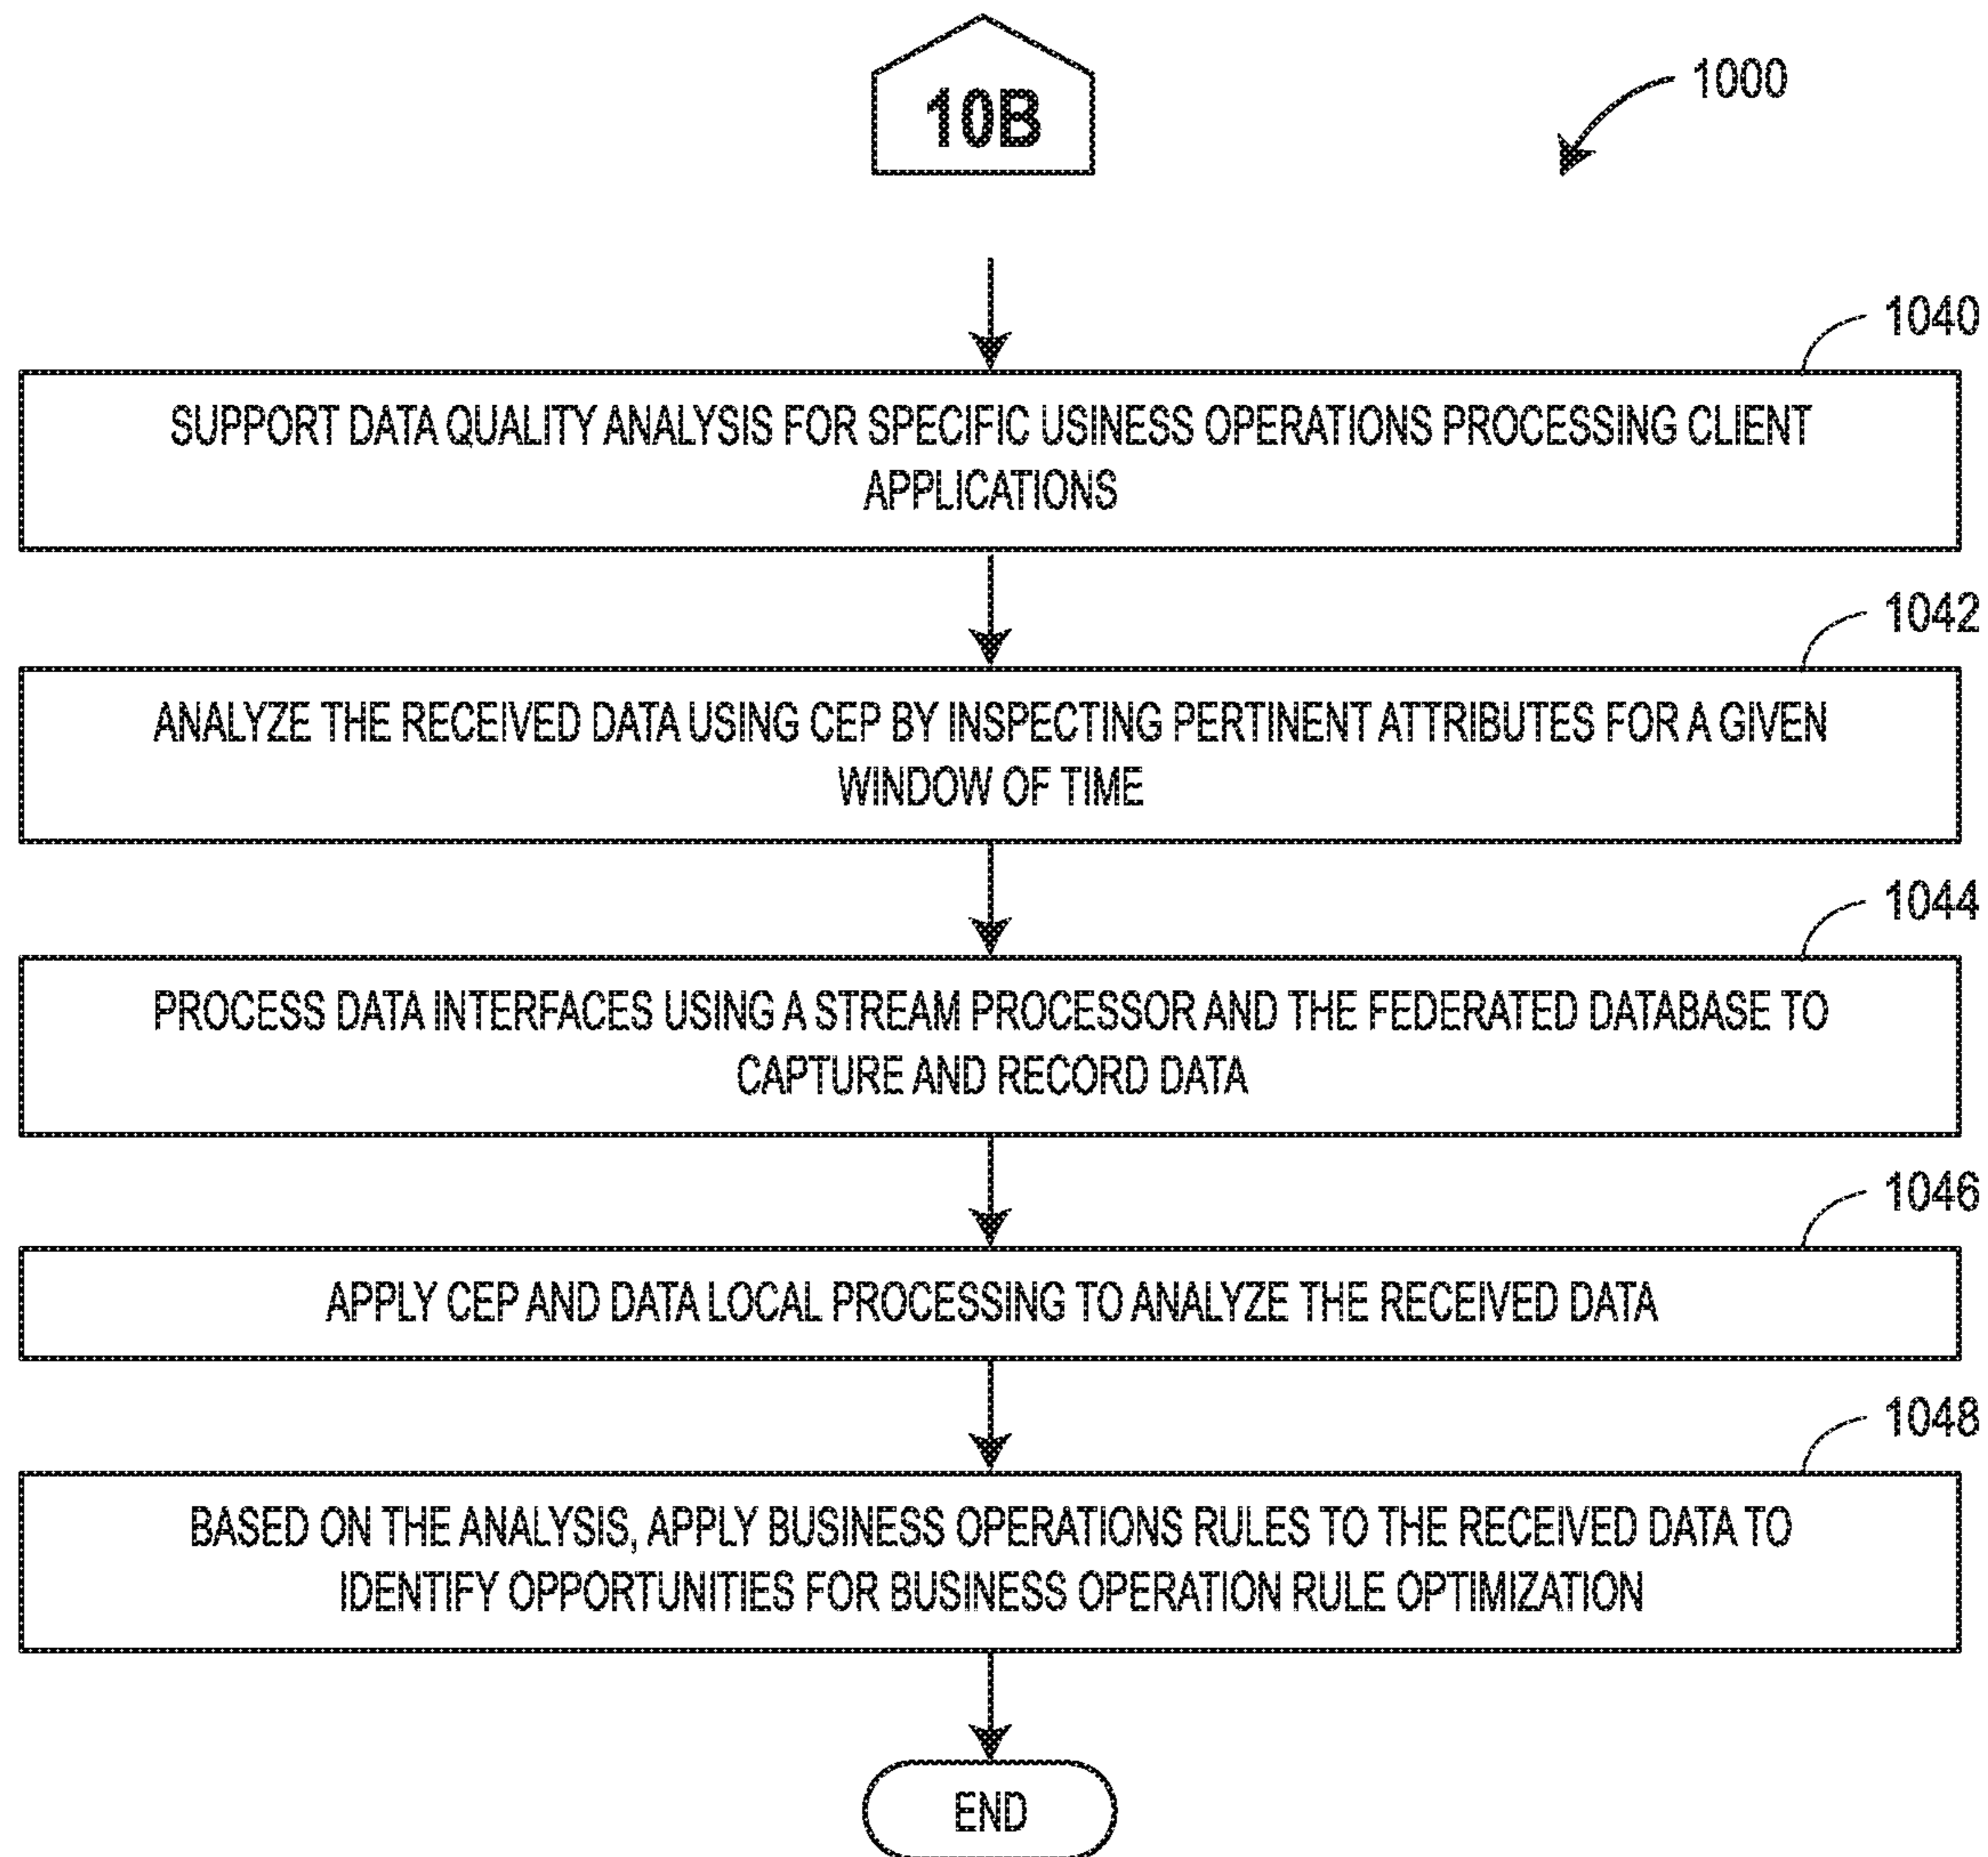 10B
1000
1040
SUPPORT DATA QUALITY ANALYSIS FOR SPECIFIC USINESS OPERATIONS PROCESSING CLIENT
APPLICATIONS
1042
ANALYZE THE RECEIVED DATA USING CEP BY INSPECTING PERTINENT ATTRIBUTES FOR A GIVEN
WINDOW OF TIME
1044
PROCESS DATA INTERFACES USING A STREAM PROCESSOR AND THE FEDERATED DATABASE TO
CAPTURE AND RECORD DATA
1046
APPLY CEP AND DATA LOCAL PROCESSING TO ANALYZE THE RECEIVED DATA
1048
BASED ON THE ANALYSIS, APPLY BUSINESS OPERATIONS RULES TO THE RECEIVED DATA TO
IDENTIFY OPPORTUNITIES FOR BUSINESS OPERATION RULE OPTIMIZATION
END